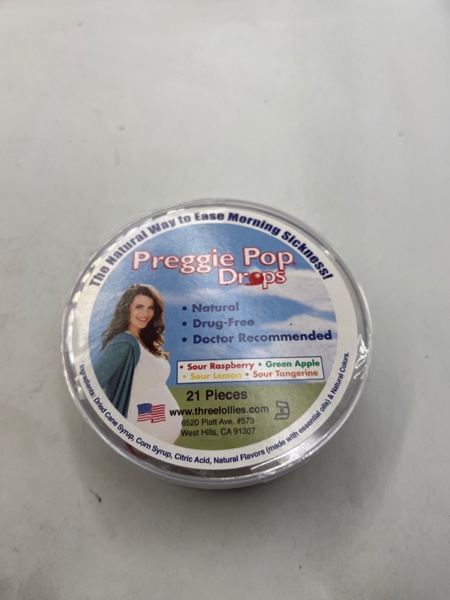 The Natural Way to Ease Morning Sickness!
Preggie Pop
Drops
• Natural
• Drug-Free
• Doctor Recommended
• Sour Raspberry • Green Apple
• Sour Lemon • Sour Tangerine
21 Pieces
www.threelollies.com
6520 Platt Ave. #573
West Hills, CA 91307
Ingredients: Dried Cane Syrup, Corn Syrup, Citric Acid, Natural Flavors (made with essential oils) & Natural Colors.